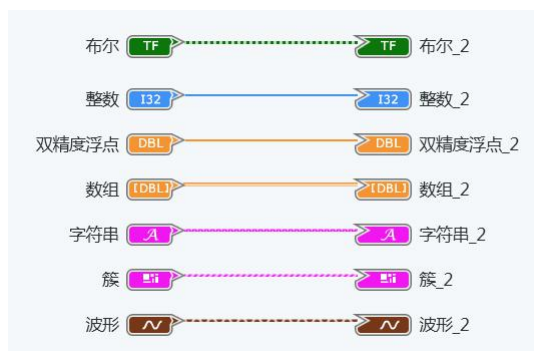 布尔 TF TF 布尔_2
整数 I32 I32 整数_2
双精度浮点 DBL DBL 双精度浮点_2
数组 [DBL] [DBL] 数组_2
字符串 A A 字符串_2
簇 簇_2
波形 波形_2